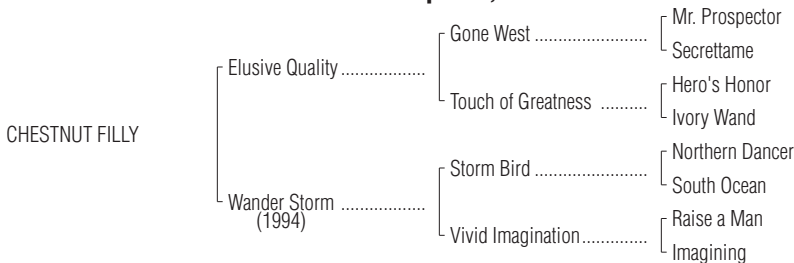 Mr. Prospector
Gone West ..................
Secrettame
Elusive Quality ..................
Hero's Honor
Touch of Greatness ..........
Ivory Wand
CHESTNUT FILLY
Northern Dancer
Storm Bird ..................
South Ocean
Wander Storm ..................
(1994)
Raise a Man
Vivid Imagination..............
Imagining